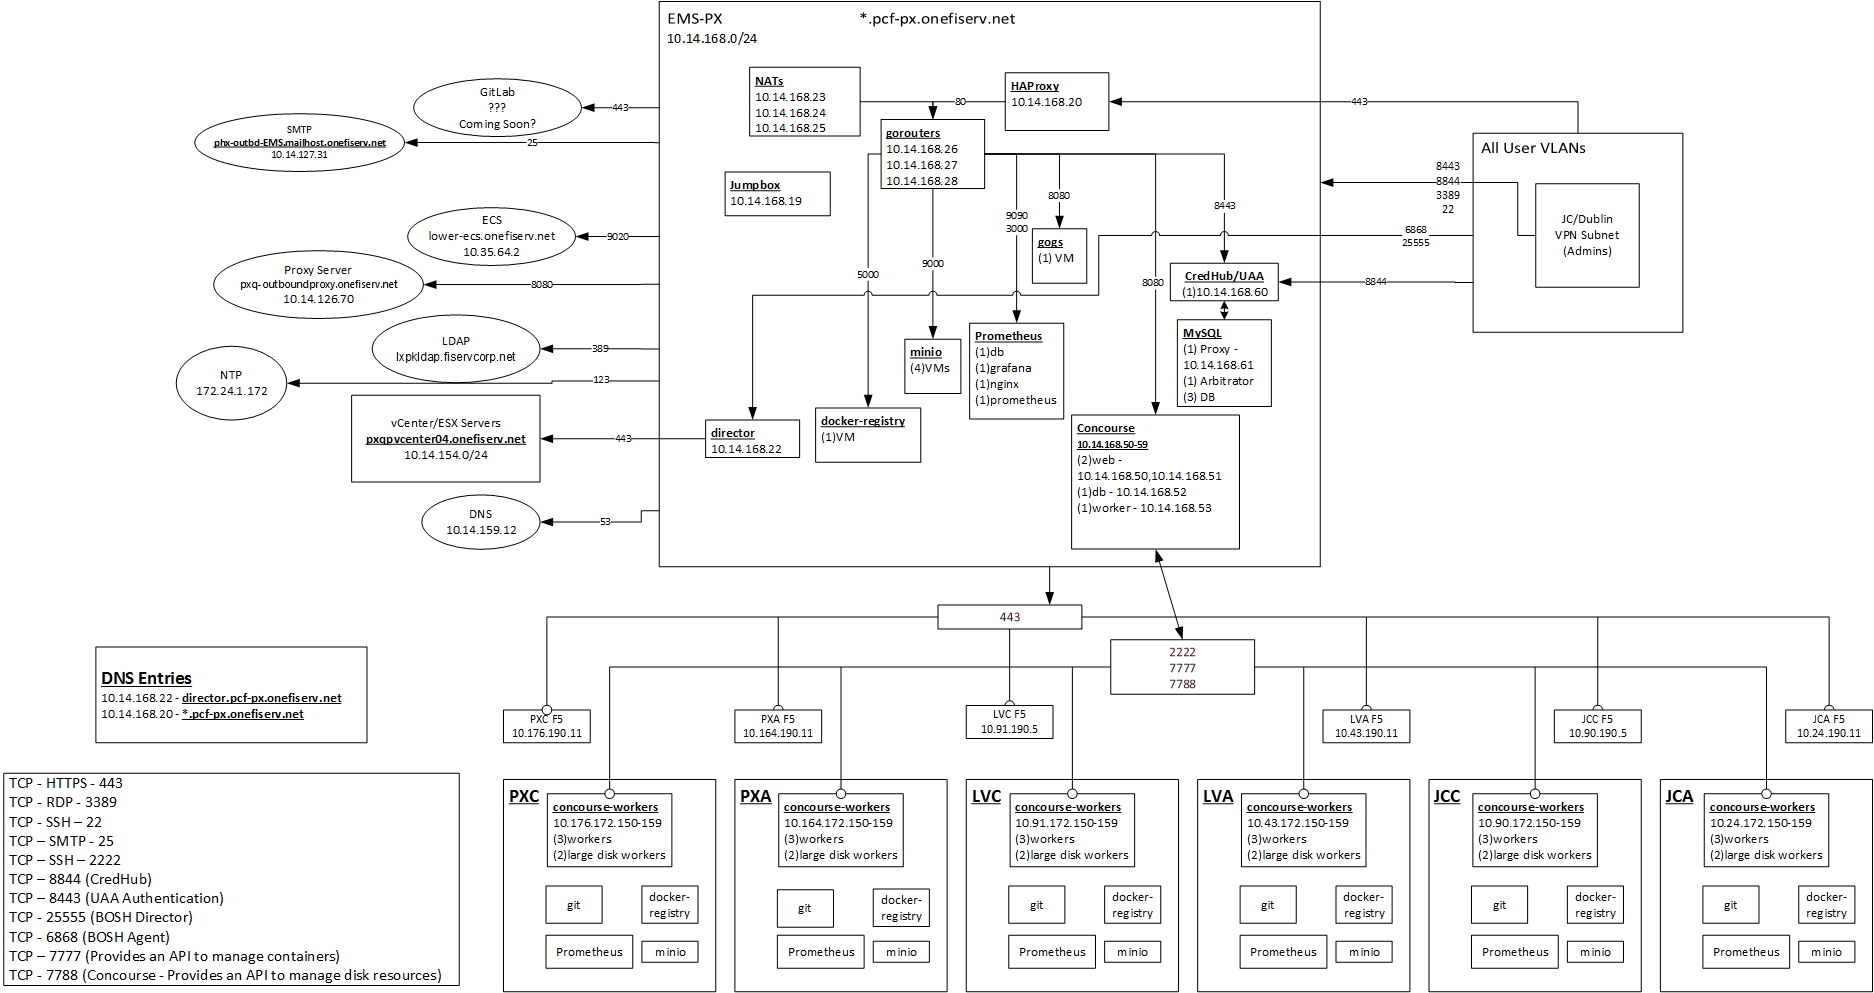 EMS-PX
*.pcf-px.onefiserv.net
10.14.168.0/24
NATs
10.14.168.23
10.14.168.24
10.14.168.25
HAProxy
10.14.168.20
80
443
gorouters
10.14.168.26
10.14.168.27
10.14.168.28
Jumpbox
10.14.168.19
GitLab
???
Coming Soon?
443
SMTP
phx-outbd-EMS.mailhost.onefiserv.net
10.14.127.31
25
ECS
lower-ecs.onefiserv.net
10.35.64.2
9020
Proxy Server
pxq-outboundproxy.onefiserv.net
10.14.126.70
8080
LDAP
lxpkldap.fiservcorp.net
389
NTP
172.24.1.172
123
vCenter/ESX Servers
pxqpvcenter04.onefiserv.net
10.14.154.0/24
443
DNS
10.14.159.12
53
All User VLANs
JC/Dublin
VPN Subnet
(Admins)
8443
8844
3389
22
6868
25555
8844
5000
9000
9090
3000
8080
8080
8443
gogs
(1) VM
CredHub/UAA
(1)10.14.168.60
MySQL
(1) Proxy -
10.14.168.61
(1) Arbitrator
(3) DB
minio
(4)VMs
Prometheus
(1)db
(1)grafana
(1)nginx
(1)prometheus
director
10.14.168.22
docker-registry
(1)VM
Concourse
10.14.168.50-59
(2)web -
10.14.168.50,10.14.168.51
(1)db - 10.14.168.52
(1)worker - 10.14.168.53
443
2222
7777
7788
DNS Entries
10.14.168.22 - director.pcf-px.onefiserv.net
10.14.168.20 - *.pcf-px.onefiserv.net
PXC F5
10.176.190.11
PXA F5
10.164.190.11
LVC F5
10.91.190.5
LVA F5
10.43.190.11
JCC F5
10.90.190.5
JCA F5
10.24.190.11
TCP - HTTPS - 443
TCP - RDP - 3389
TCP - SSH – 22
TCP – SMTP - 25
TCP – SSH – 2222
TCP – 8844 (CredHub)
TCP – 8443 (UAA Authentication)
TCP - 25555 (BOSH Director)
TCP - 6868 (BOSH Agent)
TCP – 7777 (Provides an API to manage containers)
TCP - 7788 (Concourse - Provides an API to manage disk resources)
PXC
concourse-workers
10.176.172.150-159
(3)workers
(2)large disk workers
git
docker-
registry
Prometheus
minio
PXA
concourse-workers
10.164.172.150-159
(3)workers
(2)large disk workers
git
docker-
registry
Prometheus
minio
LVC
concourse-workers
10.91.172.150-159
(3)workers
(2)large disk workers
git
docker-
registry
Prometheus
minio
LVA
concourse-workers
10.43.172.150-159
(3)workers
(2)large disk workers
git
docker-
registry
Prometheus
minio
JCC
concourse-workers
10.90.172.150-159
(3)workers
(2)large disk workers
git
docker-
registry
Prometheus
minio
JCA
concourse-workers
10.24.172.150-159
(3)workers
(2)large disk workers
git
docker-
registry
Prometheus
minio